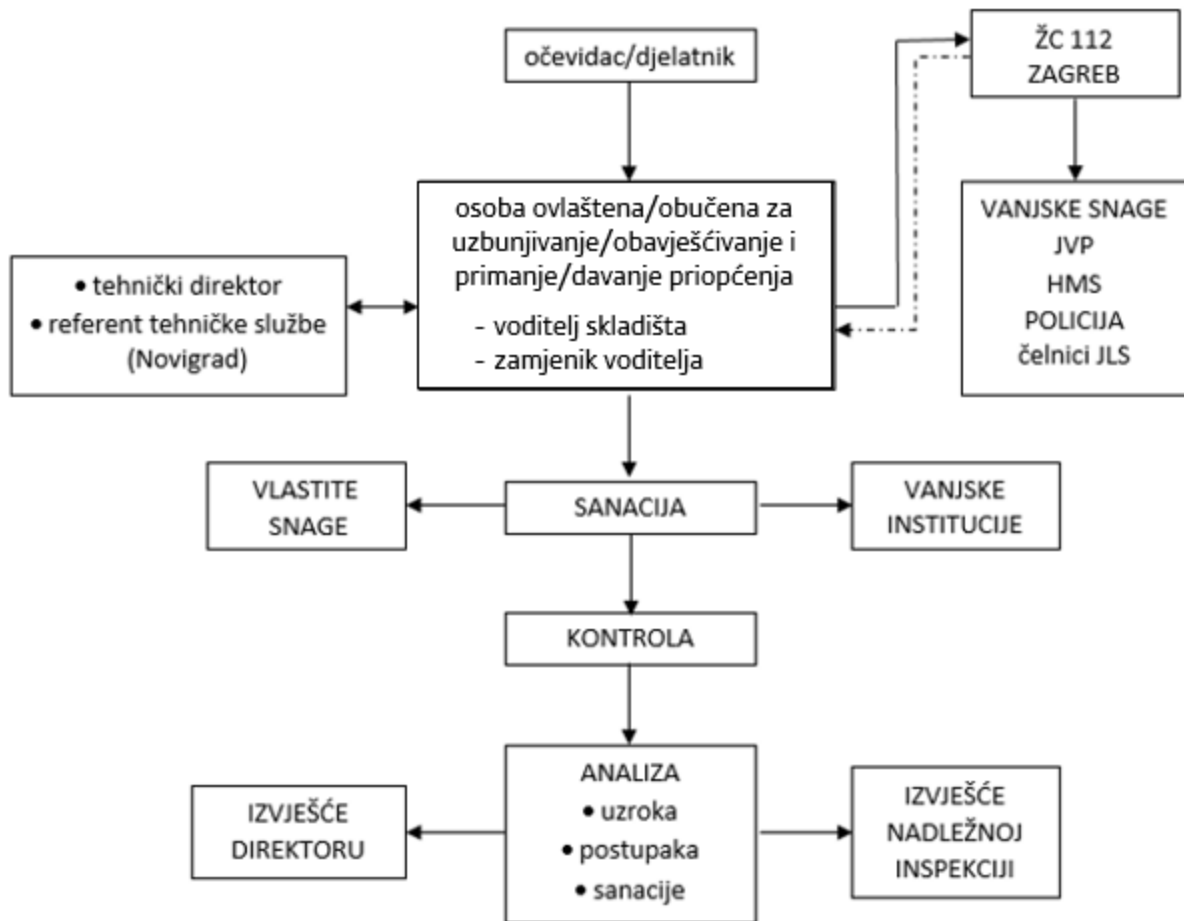 očevidac/djelatnik
ŽC 112
ZAGREB
osoba ovlaštena/obučena za
uzbunjivanje/obavješćivanje i
primanje/davanje priopćenja
- voditelj skladišta
- zamjenik voditelja
• tehnički direktor
• referent tehničke službe
(Novigrad)
VANJSKE SNAGE
JVP
HMS
POLICIJA
čelnici JLS
VLASTITE
SNAGE
SANACIJA
VANJSKE
INSTITUCIJE
KONTROLA
ANALIZA
• uzroka
• postupaka
• sanacije
IZVJEŠĆE
DIREKTORU
IZVJEŠĆE
NADLEŽNOJ
INSPEKCIJI